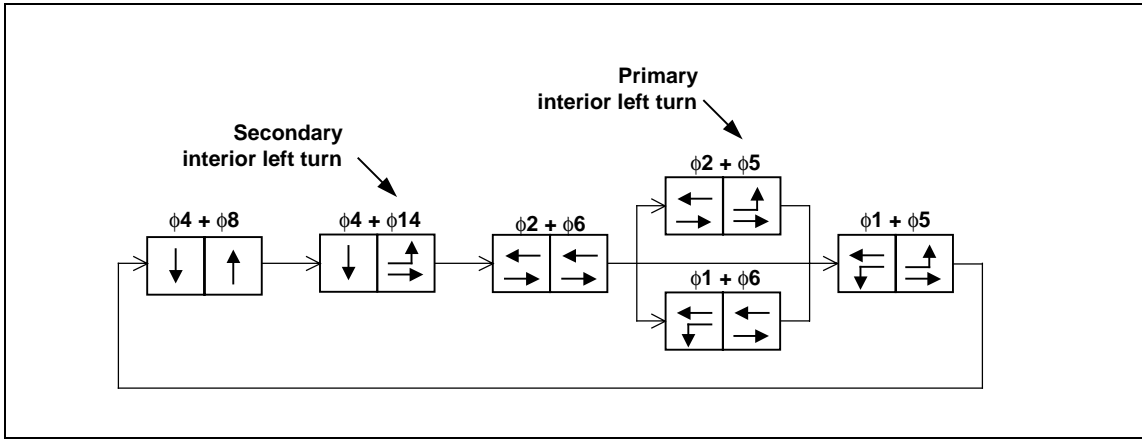 Primary
interior left turn
Secondary
interior left turn
ϕ2 + ϕ5
ϕ4 + ϕ8
ϕ4 + ϕ14
ϕ2 + ϕ6
ϕ1 + ϕ5
ϕ1 + ϕ6